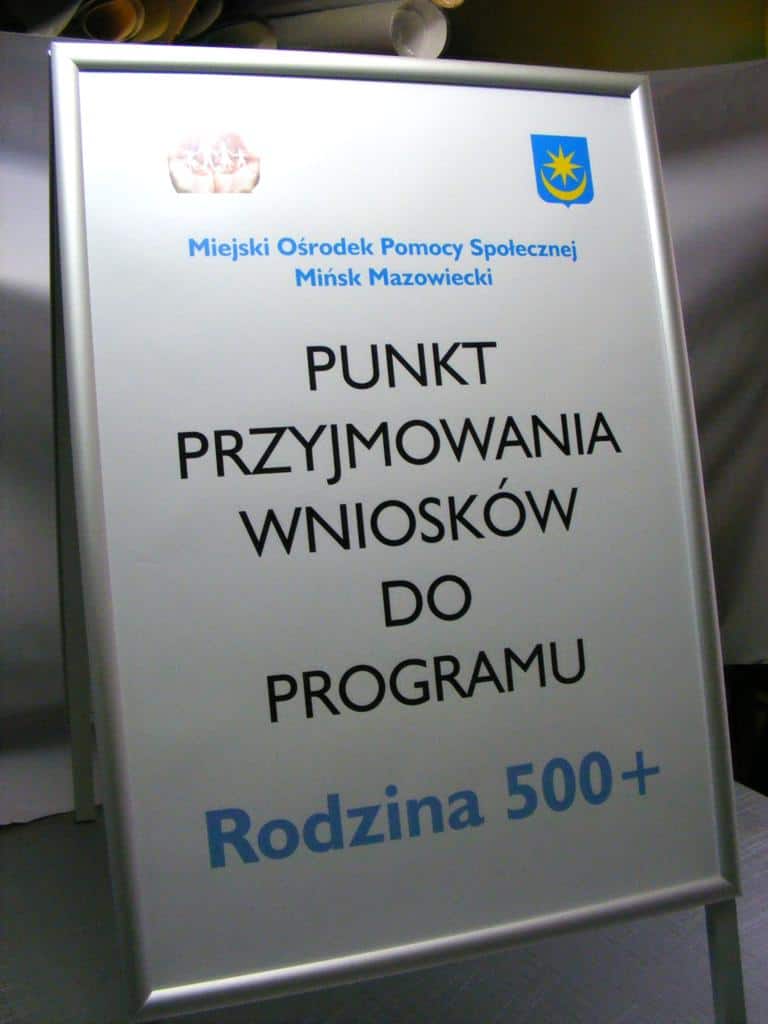 Miejski Ośrodek Pomocy Społecznej
Mińsk Mazowiecki
PUNKT
PRZYJMOWANIA
WNIOSKÓW
DO
PROGRAMU
Rodzina 500+